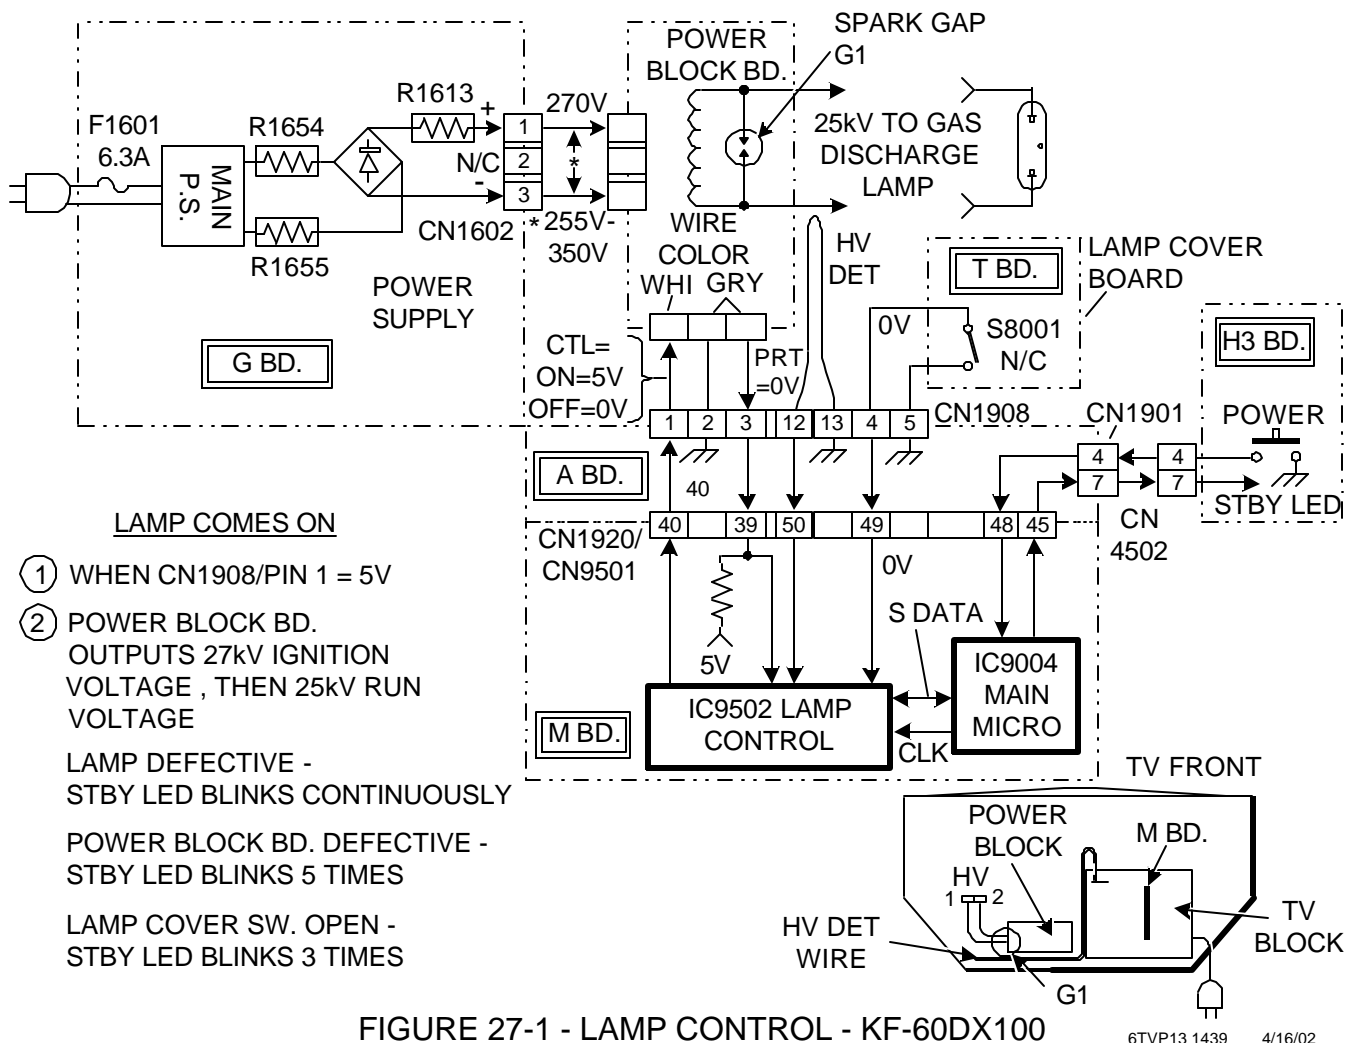 SPARK GAP
G1
POWER
BLOCK BD.
R1613
+
270V
F1601
6.3A
R1654
1
N/C
2
*
25kV TO GAS
DISCHARGE
LAMP
MAIN
P.S.
-
3
CN1602
* 255V-
350V
R1655
WIRE
COLOR
WHI GRY
HV
DET
T BD.
LAMP COVER
BOARD
POWER
SUPPLY
0V
S8001
N/C
H3 BD.
G BD.
CTL=
ON=5V
OFF=0V
PRT
=0V
1 2 3 12 13 4 5
CN1908
CN1901
POWER
4 4
7 7
STBY LED
A BD.
40
CN
4502
40 39 50 49 48 45
CN1920/
CN9501
0V
S DATA
5V
IC9502 LAMP
CONTROL
IC9004
MAIN
MICRO
CLK
M BD.
LAMP COMES ON
1 WHEN CN1908/PIN 1 = 5V
2 POWER BLOCK BD.
OUTPUTS 27kV IGNITION
VOLTAGE , THEN 25kV RUN
VOLTAGE
LAMP DEFECTIVE -
STBY LED BLINKS CONTINUOUSLY
POWER BLOCK BD. DEFECTIVE -
STBY LED BLINKS 5 TIMES
LAMP COVER SW. OPEN -
STBY LED BLINKS 3 TIMES
TV FRONT
POWER
BLOCK
M BD.
HV
1 2
HV DET
WIRE
G1
TV
BLOCK
FIGURE 27-1 - LAMP CONTROL - KF-60DX100
6TVP13 1439 4/16/02